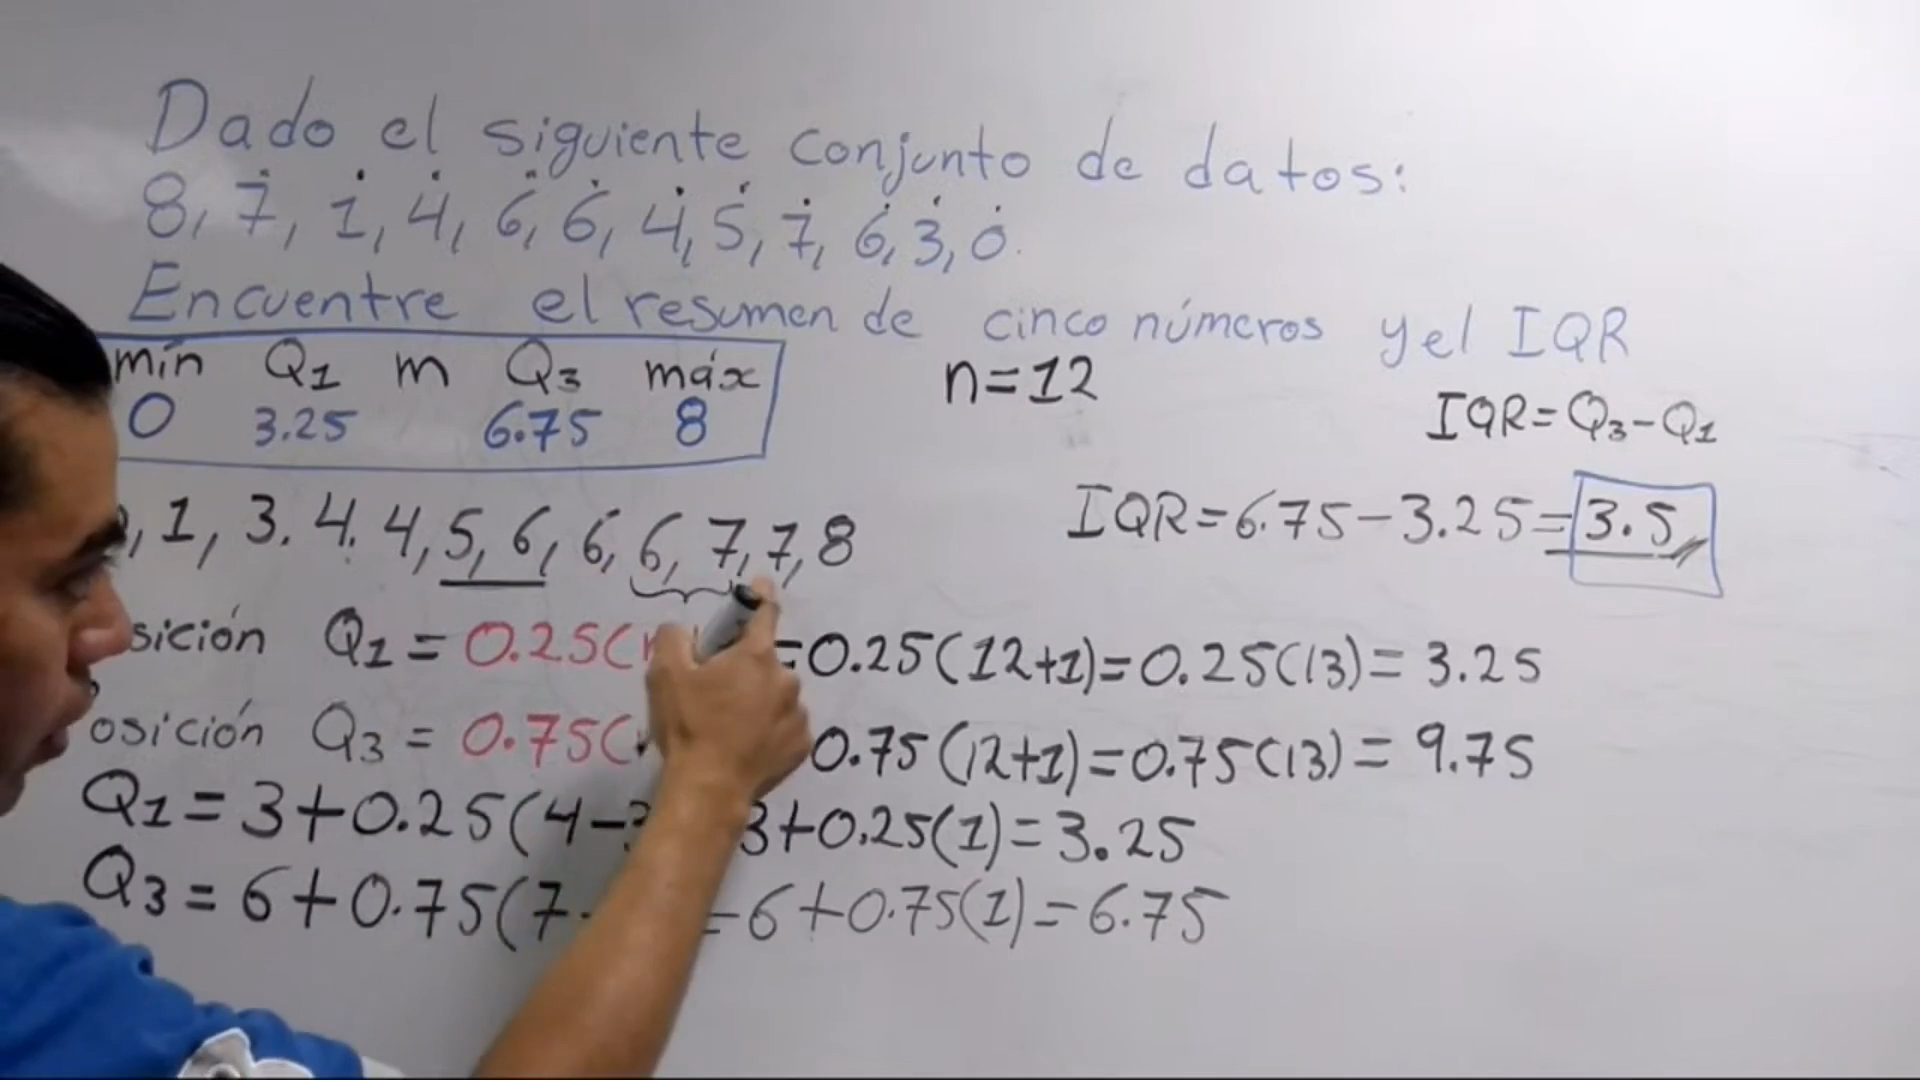 Dado el siguiente conjunto de datos:
8, 7, 1, 4, 6, 6, 4, 5, 7, 6, 3, 0.
Encuentre el resumen de cinco números y el IQR
mín Q1 m Q3 máx
0 3.25 6.75 8
n=12
IQR=Q3-Q1
IQR=6.75-3.25=3.5
, 1, 3. 4. 4, 5, 6, 6, 6, 7, 7, 8
sición Q1 = 0.25( =0.25(12+1)=0.25(13)=3.25
osición Q3 = 0.75( 0.75(12+1)=0.75(13)=9.75
Q1=3+0.25(4-3 3+0.25(1)=3.25
Q3=6+0.75(7- =6+0.75(1)=6.75